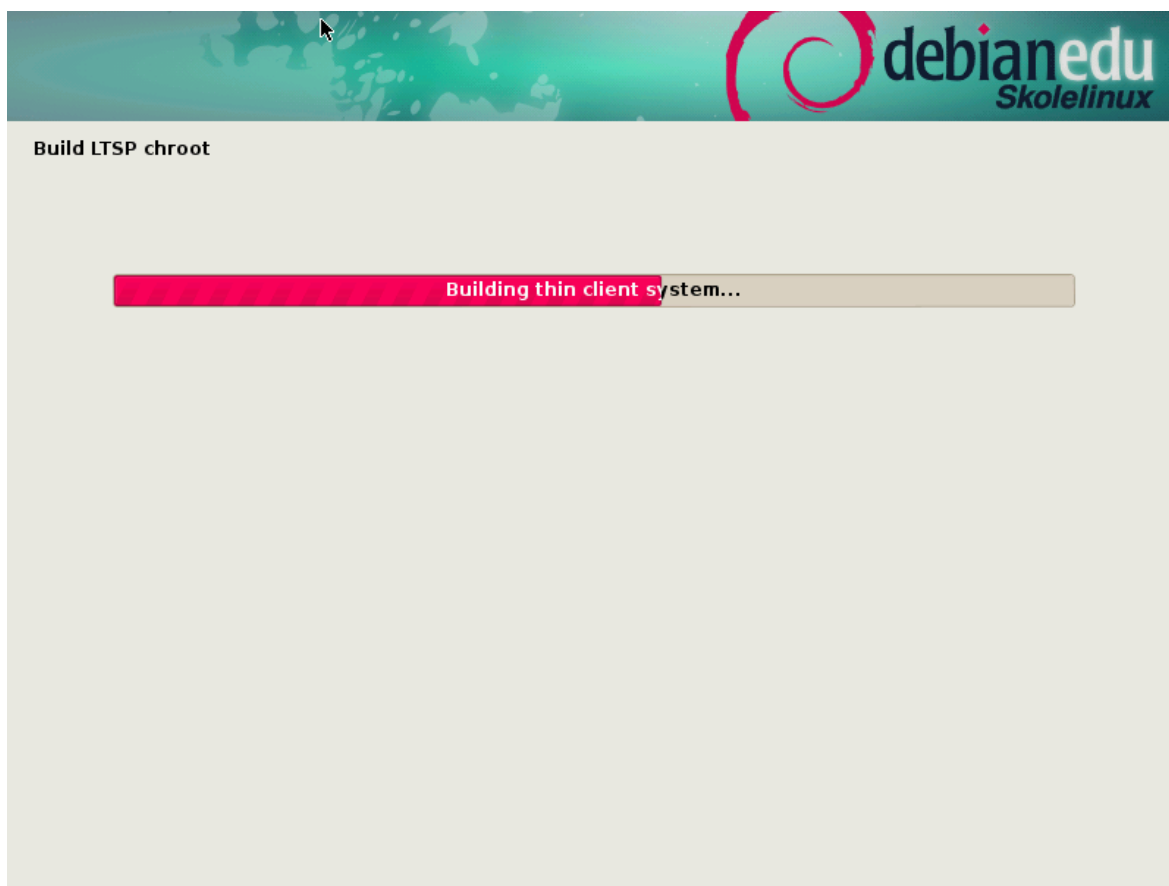 debianedu
Skolelinux
Build LTSP chroot
Building thin client system...